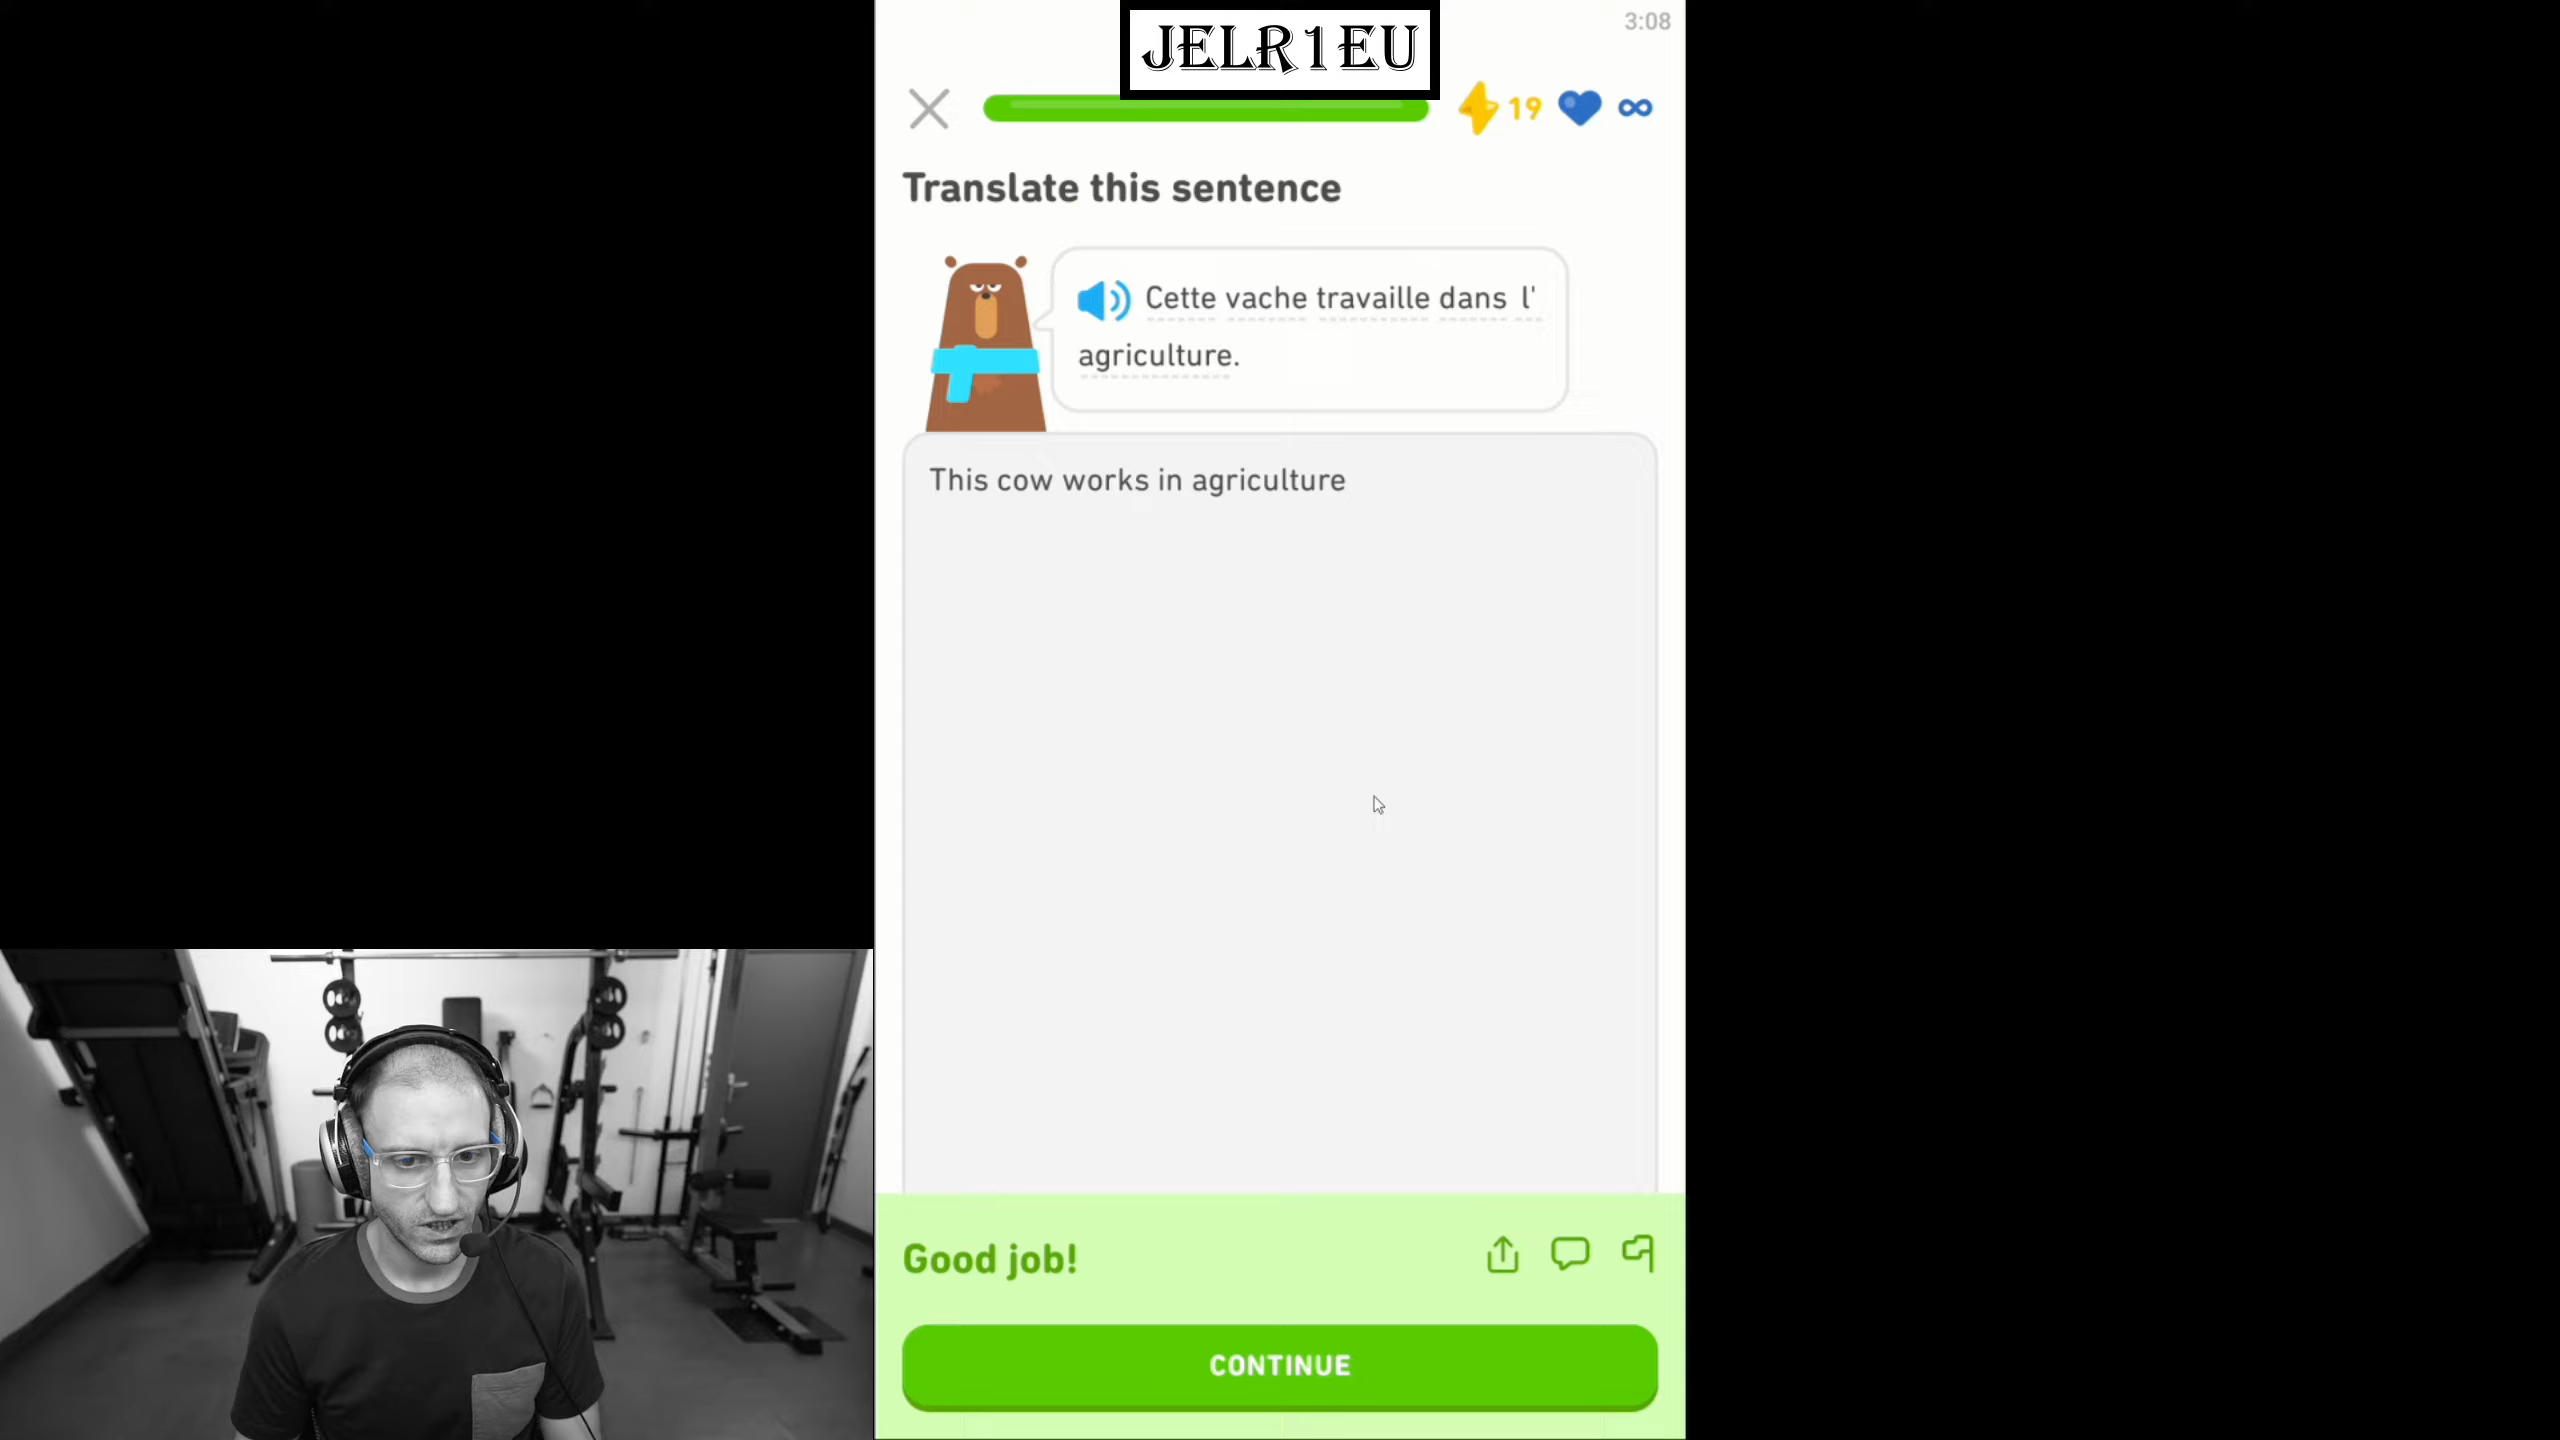 JELR1EU
3:08
19 ∞
Translate this sentence
Cette vache travaille dans l'
agriculture.
This cow works in agriculture
Good job!
CONTINUE